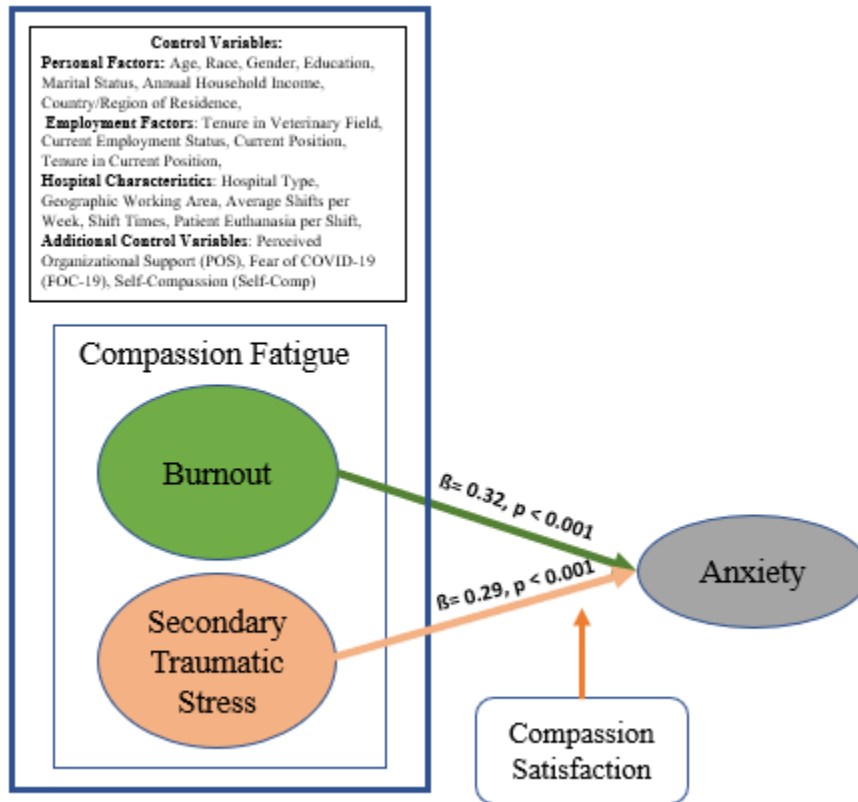 Control Variables:
Personal Factors: Age, Race, Gender, Education,
Marital Status, Annual Household Income,
Country/Region of Residence,
Employment Factors: Tenure in Veterinary Field,
Current Employment Status, Current Position,
Tenure in Current Position,
Hospital Characteristics: Hospital Type,
Geographic Working Area, Average Shifts per
Week, Shift Times, Patient Euthanasia per Shift,
Additional Control Variables: Perceived
Organizational Support (POS), Fear of COVID-19
(FOC-19), Self-Compassion (Self-Comp)
Compassion Fatigue
Burnout
ß= 0.32, p < 0.001
Anxiety
ß= 0.29, p < 0.001
Secondary
Traumatic
Stress
Compassion
Satisfaction